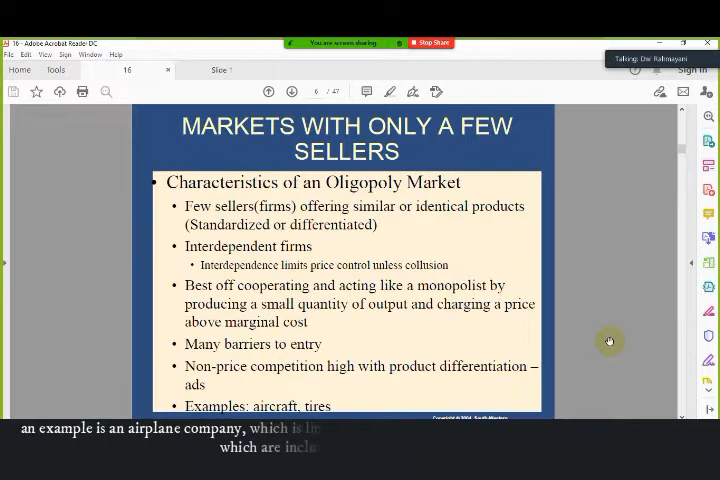 16 - Adobe Acrobat Reader DC
You are screen sharing
Stop Share
File Edit View Sign Window Help
Talking: Dwi Rahmayani
Home Tools 16 × Slide 1
Sign In
6 / 47
MARKETS WITH ONLY A FEW
SELLERS
• Characteristics of an Oligopoly Market
• Few sellers(firms) offering similar or identical products
(Standardized or differentiated)
• Interdependent firms
• Interdependence limits price control unless collusion
• Best off cooperating and acting like a monopolist by
producing a small quantity of output and charging a price
above marginal cost
• Many barriers to entry
• Non-price competition high with product differentiation –
ads
• Examples: aircraft, tires
Copyright © 2004 South-Western
an example is an airplane company, which is
which are